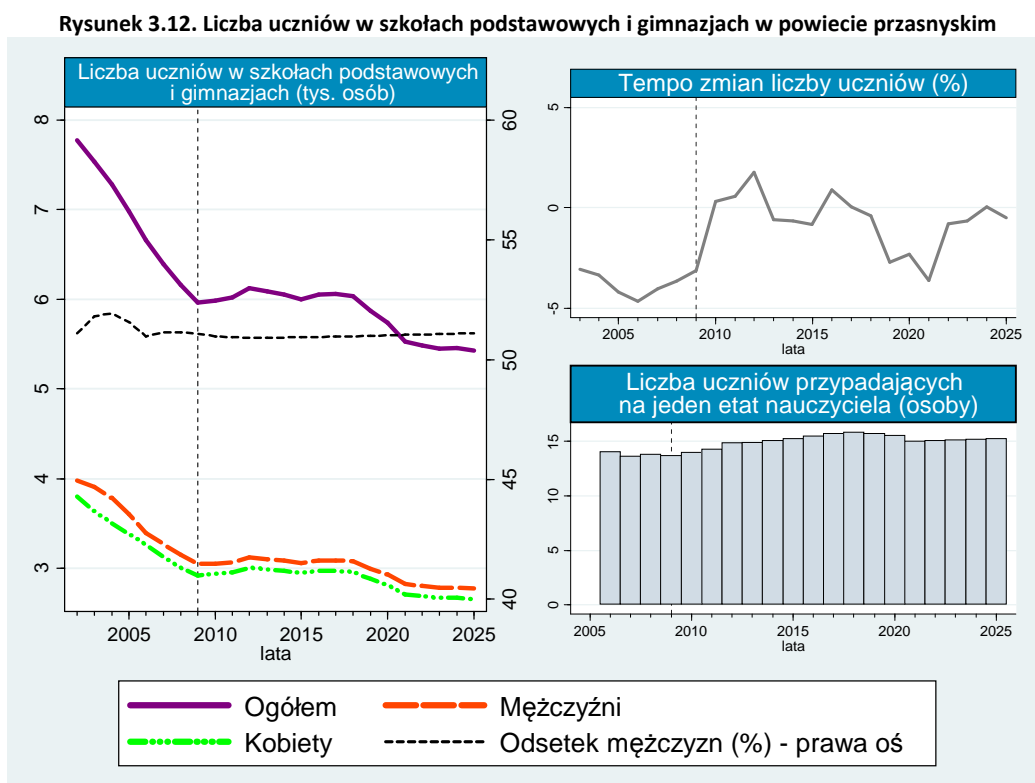 Rysunek 3.12. Liczba uczniów w szkołach podstawowych i gimnazjach w powiecie przasnyskim
Liczba uczniów w szkołach podstawowych
i gimnazjach (tys. osób)
8
7
6
5
4
3
60
55
50
45
40
2005
2010
2015
2020
2025
lata
Tempo zmian liczby uczniów (%)
5
0
-5
2005
2010
2015
2020
2025
lata
Liczba uczniów przypadających
na jeden etat nauczyciela (osoby)
15
10
5
0
2005
2010
2015
2020
2025
lata
Ogółem
Mężczyźni
Kobiety
Odsetek mężczyzn (%) - prawa oś